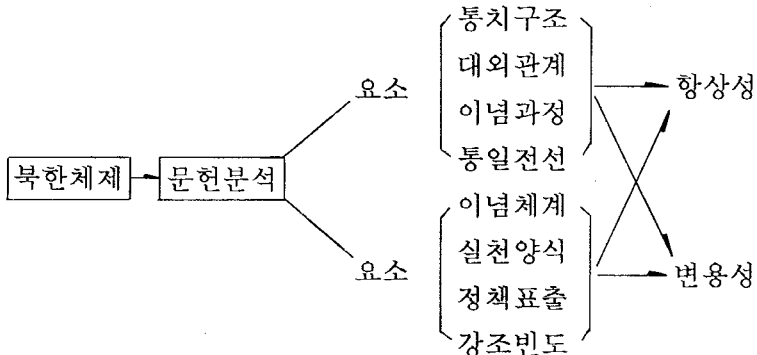 북한체제
문헌분석
요소
통치구조
대외관계
이념과정
통일전선
요소
이념체계
실천양식
정책표출
강조빈도
항상성
변용성